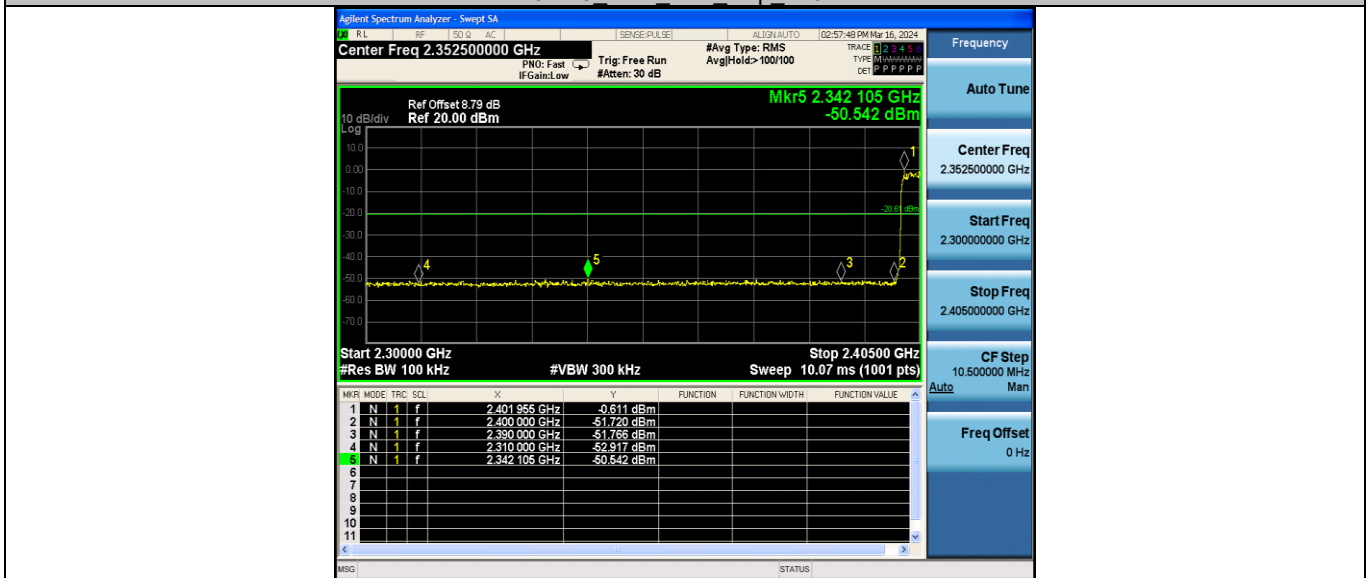 Agilent Spectrum Analyzer - Swept SA
RL RF 50 Ω AC SENSE:PULSE ALIGNAUTO 02:57:48 PM Mar 16, 2024
Center Freq 2.352500000 GHz
PNO: Fast
IFGain:Low
Trig: Free Run
#Atten: 30 dB
#Avg Type: RMS
Avg|Hold:> 100/100
TRACE 1 2 3 4 5 6
TYPE M
DET P P P P P P
Mkr5 2.342 105 GHz
-50.542 dBm
Ref Offset 8.79 dB
10 dB/div Ref 20.00 dBm
Log
10.0
0.00
-10.0
-20.0
-30.0
-40.0
-50.0
-60.0
-70.0
-20.61 dBm
1
2
3
4
5
Start 2.30000 GHz Stop 2.40500 GHz
#Res BW 100 kHz #VBW 300 kHz Sweep 10.07 ms (1001 pts)
MKR MODE TRC SCL X Y FUNCTION FUNCTION WIDTH FUNCTION VALUE
1 N 1 f 2.401 955 GHz -0.611 dBm
2 N 1 f 2.400 000 GHz -51.720 dBm
3 N 1 f 2.390 000 GHz -51.766 dBm
4 N 1 f 2.310 000 GHz -52.917 dBm
5 N 1 f 2.342 105 GHz -50.542 dBm
6
7
8
9
10
11
MSG STATUS
Frequency
Auto Tune
Center Freq
2.352500000 GHz
Start Freq
2.300000000 GHz
Stop Freq
2.405000000 GHz
CF Step
10.500000 MHz
Auto Man
Freq Offset
0 Hz